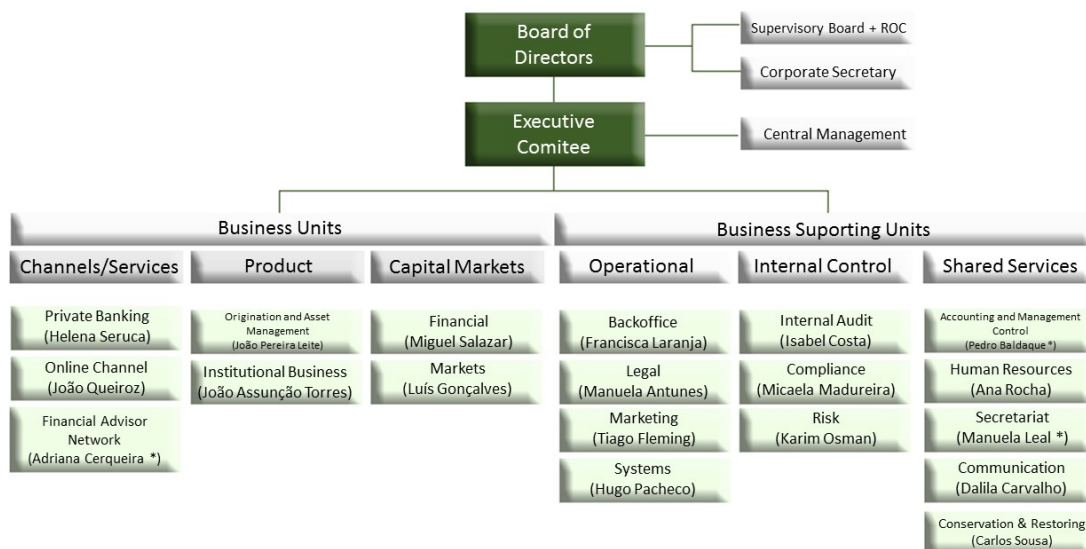 Board of
Directors
Supervisory Board + ROC
Corporate Secretary
Executive
Comitee
Central Management
Business Units
Business Suporting Units
Channels/Services
Product
Capital Markets
Operational
Internal Control
Shared Services
Private Banking
(Helena Seruca)
Online Channel
(João Queiroz)
Financial Advisor
Network
(Adriana Cerqueira *)
Origination and Asset
Management
(João Pereira Leite)
Institutional Business
(João Assunção Torres)
Financial
(Miguel Salazar)
Markets
(Luís Gonçalves)
Backoffice
(Francisca Laranja)
Legal
(Manuela Antunes)
Marketing
(Tiago Fleming)
Systems
(Hugo Pacheco)
Internal Audit
(Isabel Costa)
Compliance
(Micaela Madureira)
Risk
(Karim Osman)
Accounting and Management
Control
(Pedro Baldaque *)
Human Resources
(Ana Rocha)
Secretariat
(Manuela Leal *)
Communication
(Dalila Carvalho)
Conservation & Restoring
(Carlos Sousa)